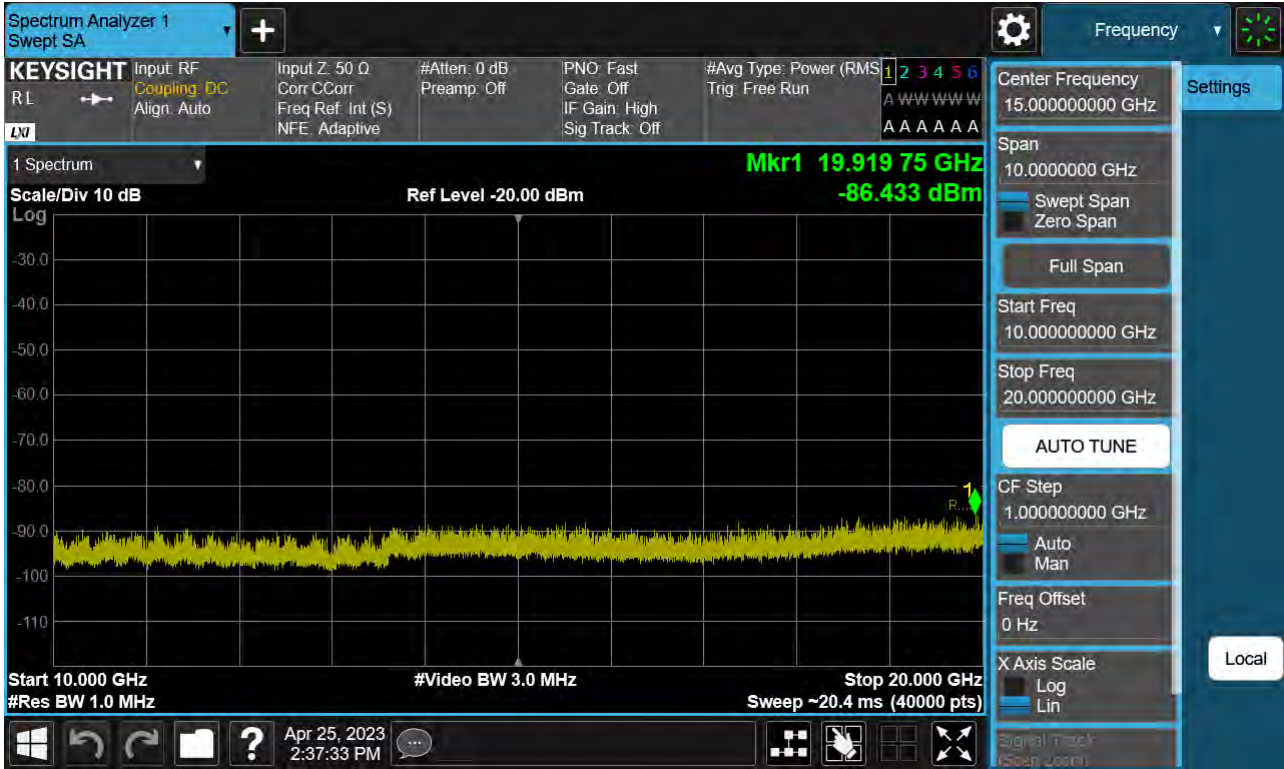 Spectrum Analyzer 1
Swept SA
+
Frequency
KEYSIGHT
R L
LXI
Input: RF
Coupling: DC
Align: Auto
Input Z: 50 Ω
Corr CCorr
Freq Ref: Int (S)
NFE: Adaptive
#Atten: 0 dB
Preamp: Off
PNO: Fast
Gate: Off
IF Gain: High
Sig Track: Off
#Avg Type: Power (RMS
Trig: Free Run
1 2 3 4 5 6
A W W W W W
A A A A A A
1 Spectrum
Scale/Div 10 dB
Ref Level -20.00 dBm
Mkr1 19.919 75 GHz
-86.433 dBm
Log
-30.0
-40.0
-50.0
-60.0
-70.0
-80.0
-90.0
-100
-110
1
R...
Start 10.000 GHz
#Video BW 3.0 MHz
Stop 20.000 GHz
#Res BW 1.0 MHz
Sweep ~20.4 ms (40000 pts)
Center Frequency
15.000000000 GHz
Span
10.0000000 GHz
Swept Span
Zero Span
Full Span
Start Freq
10.000000000 GHz
Stop Freq
20.000000000 GHz
AUTO TUNE
CF Step
1.000000000 GHz
Auto
Man
Freq Offset
0 Hz
X Axis Scale
Log
Lin
Signal Track
(Span Zoom)
Settings
Local
?
Apr 25, 2023
2:37:33 PM